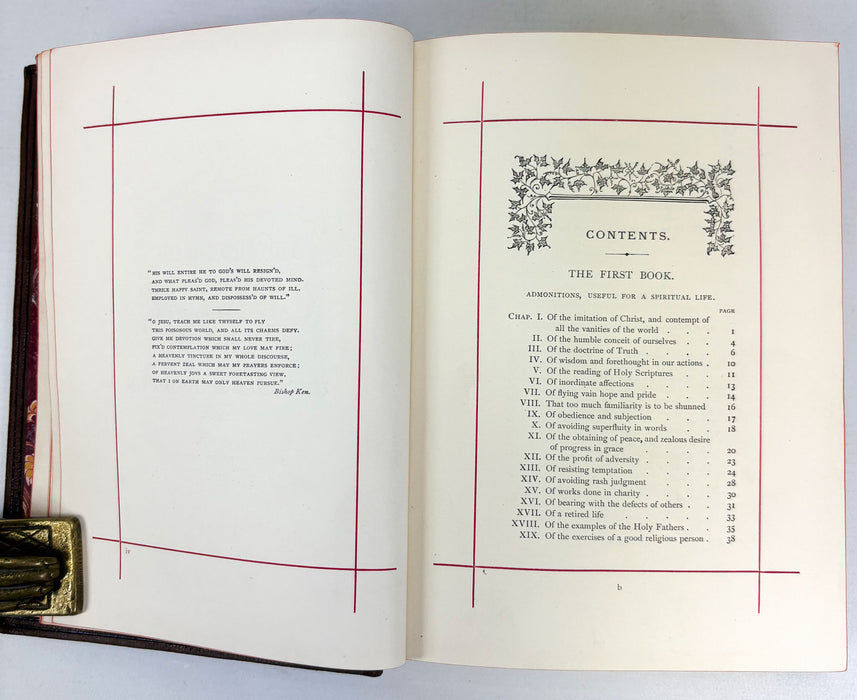 "HIS WILL ENTIRE HE TO GOD'S WILL RESIGN'D,
AND WHAT PLEAS'D GOD, PLEAS'D HIS DEVOTED MIND.
THRICE HAPPY SAINT, REMOTE FROM HAUNTS OF ILL,
EMPLOYED IN HYMN, AND DISPOSSESS'D OF WILL."
"O JESU, TEACH ME LIKE THYSELF TO FLY
THIS POISONOUS WORLD, AND ALL ITS CHARMS DEFY.
GIVE ME DEVOTION WHICH SHALL NEVER TIRE,
FIX'D CONTEMPLATION WHICH MY LOVE MAY FIRE;
A HEAVENLY TINCTURE IN MY WHOLE DISCOURSE,
A FERVENT ZEAL WHICH MAY MY PRAYERS ENFORCE;
OF HEAVENLY JOYS A SWEET FORETASTING VIEW,
THAT I ON EARTH MAY ONLY HEAVEN PURSUE."
Bishop Ken.
iv
CONTENTS.
THE FIRST BOOK.
ADMONITIONS, USEFUL FOR A SPIRITUAL LIFE.
PAGE
CHAP. I. Of the imitation of Christ, and contempt of
all the vanities of the world . . . 1
II. Of the humble conceit of ourselves . . 4
III. Of the doctrine of Truth . . . 6
IV. Of wisdom and forethought in our actions . 10
V. Of the reading of Holy Scriptures . . 11
VI. Of inordinate affections . . . 13
VII. Of flying vain hope and pride . . . 14
VIII. That too much familiarity is to be shunned 16
IX. Of obedience and subjection . . . 17
X. Of avoiding superfluity in words . . 18
XI. Of the obtaining of peace, and zealous desire
of progress in grace . . . . 20
XII. Of the profit of adversity . . . . 23
XIII. Of resisting temptation . . . . 24
XIV. Of avoiding rash judgment . . . 28
XV. Of works done in charity . . . . 30
XVI. Of bearing with the defects of others . . 31
XVII. Of a retired life . . . . . 33
XVIII. Of the examples of the Holy Fathers . . 35
XIX. Of the exercises of a good religious person . 38
b